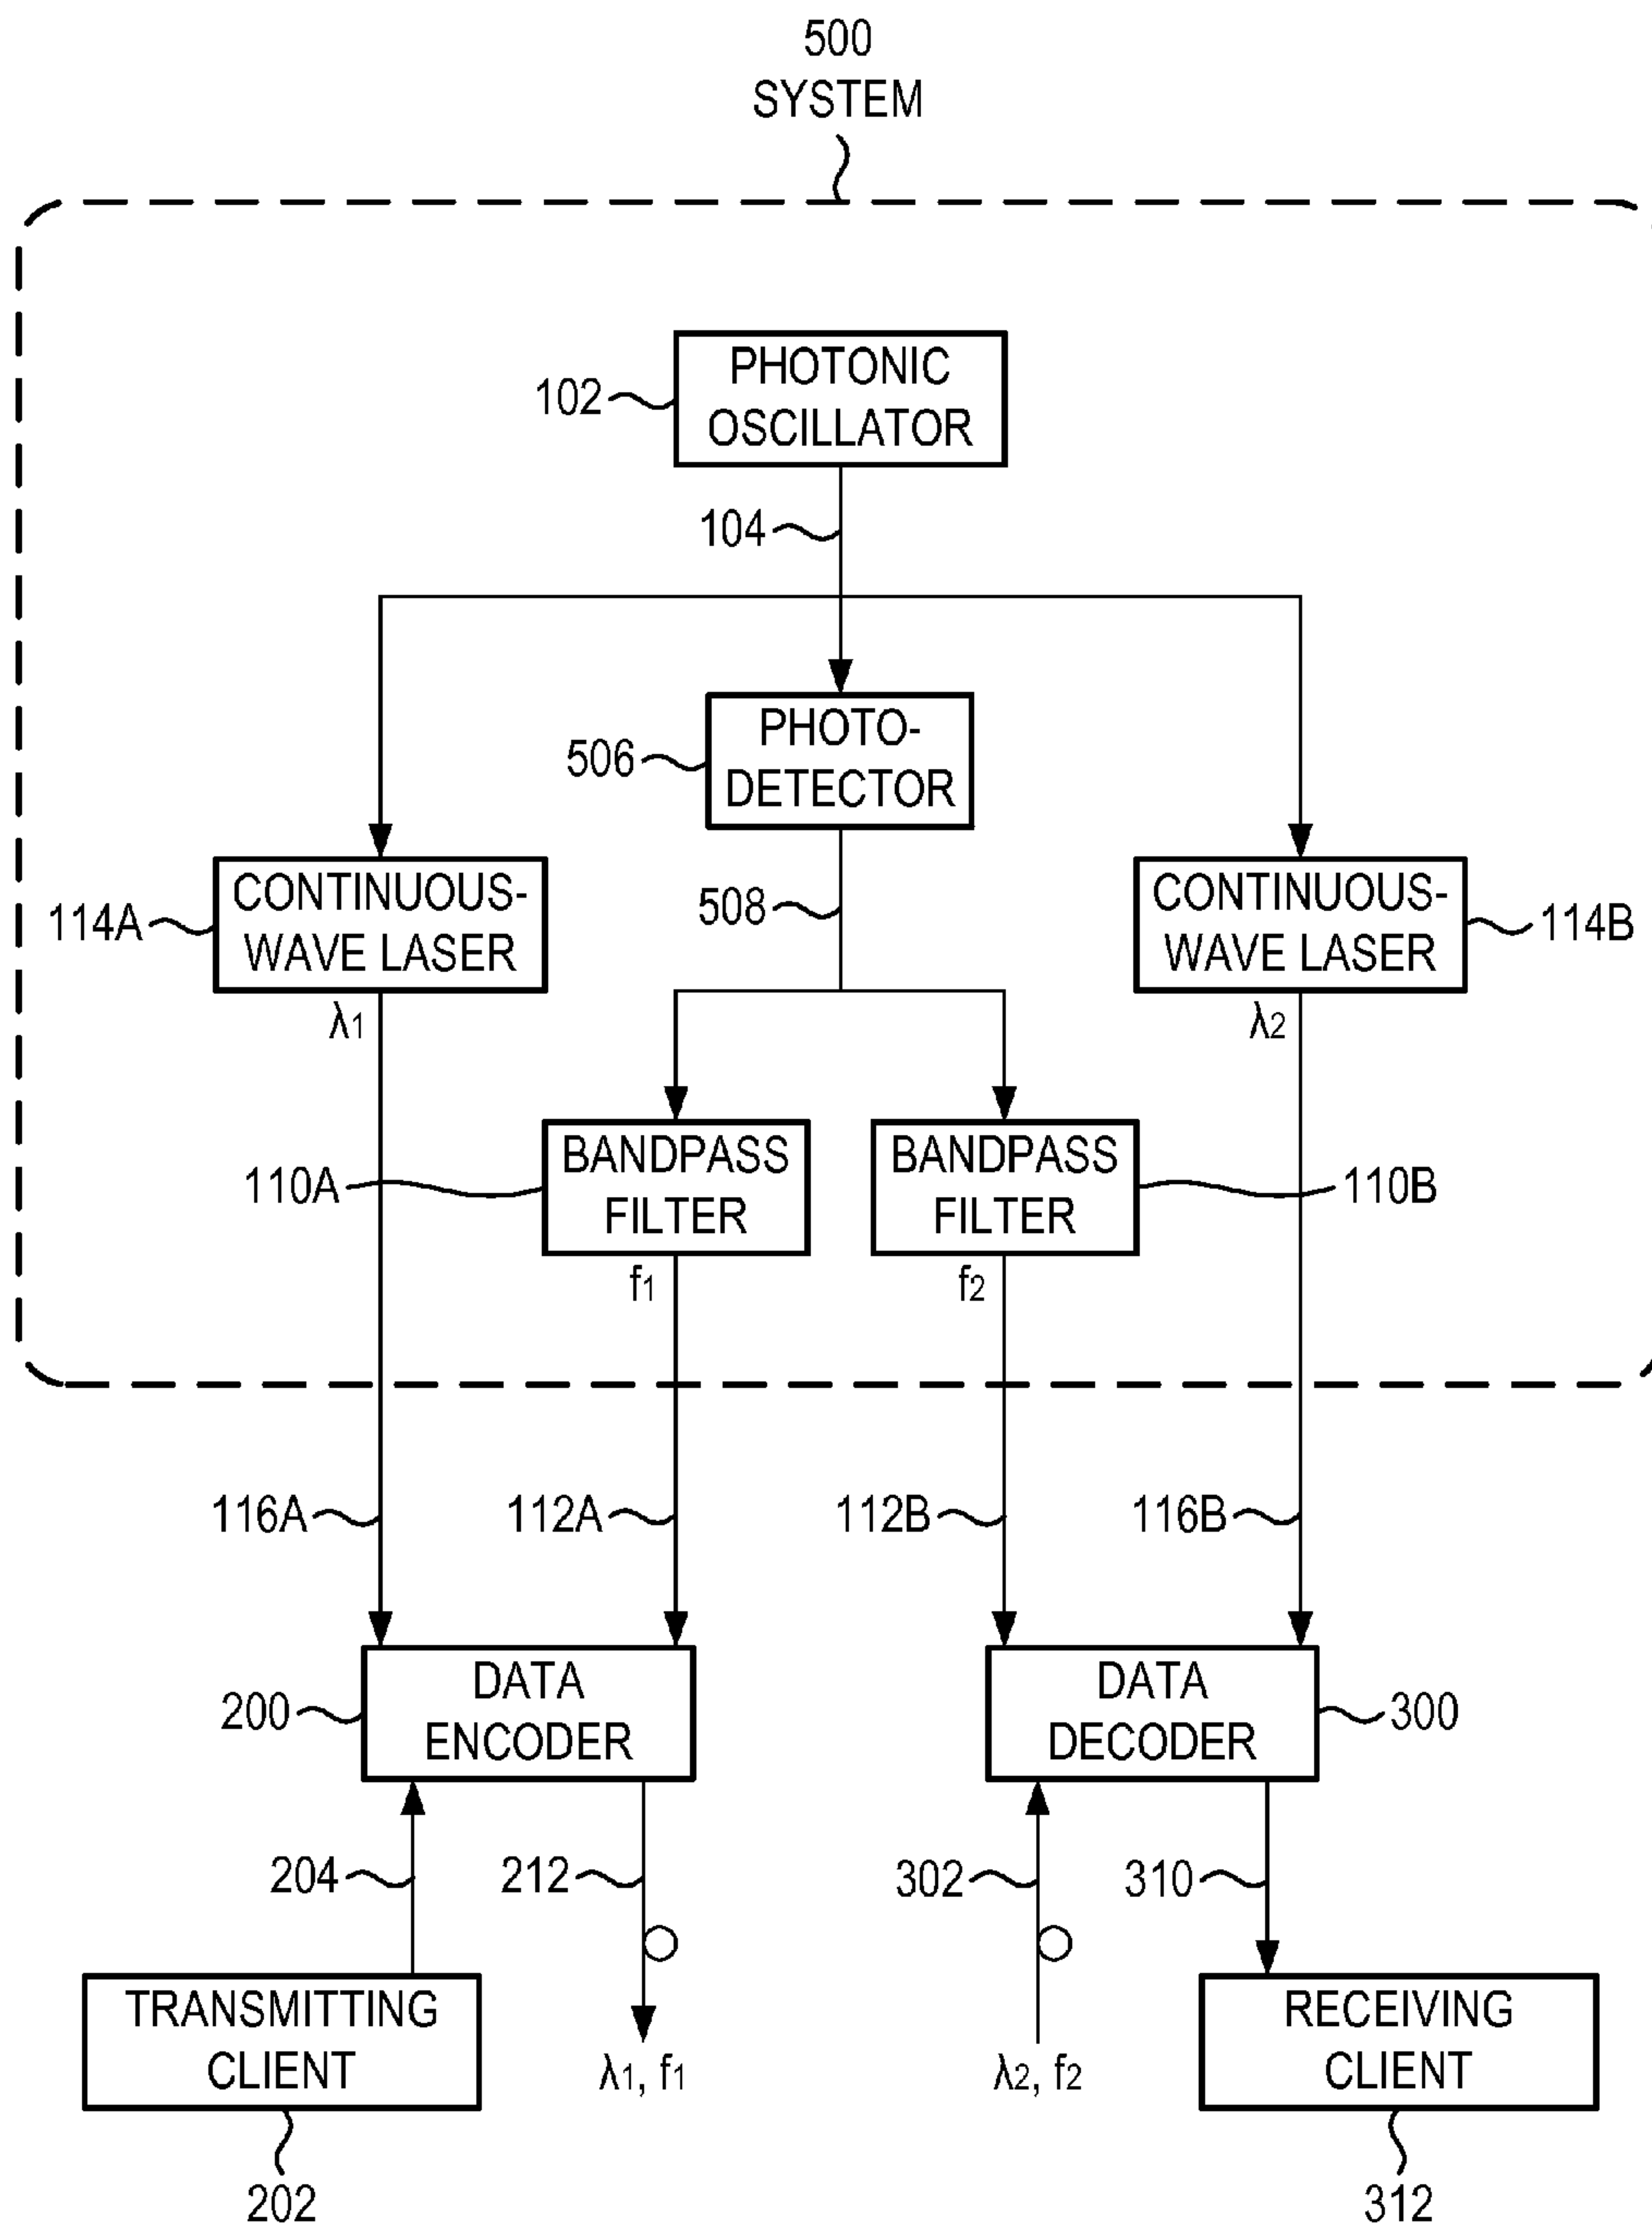 500
SYSTEM
PHOTONIC
OSCILLATOR
102
104
PHOTO-
DETECTOR
506
CONTINUOUS-
WAVE LASER
114A
508
CONTINUOUS-
WAVE LASER
114B
λ1
λ2
BANDPASS
FILTER
110A
BANDPASS
FILTER
110B
f1
f2
116A
112A
112B
116B
DATA
ENCODER
200
DATA
DECODER
300
204
212
302
310
TRANSMITTING
CLIENT
λ1, f1
λ2, f2
RECEIVING
CLIENT
202
312